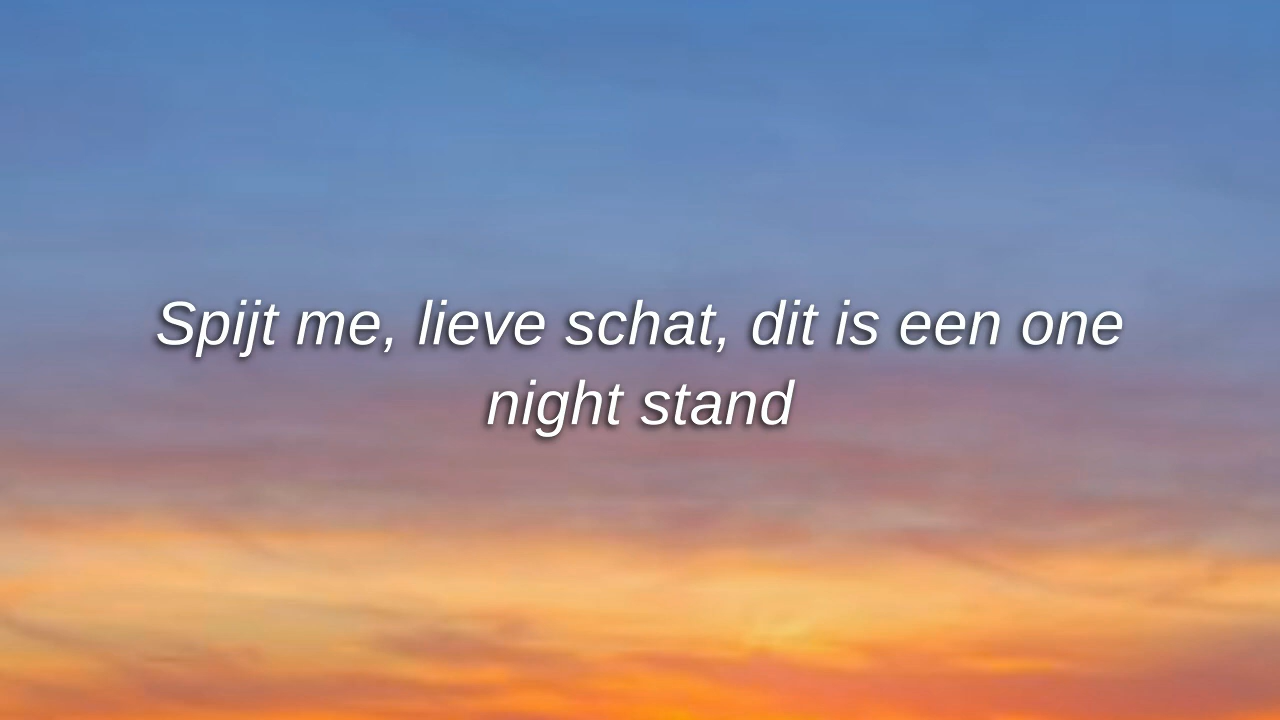 Spijt me, lieve schat, dit is een one
night stand